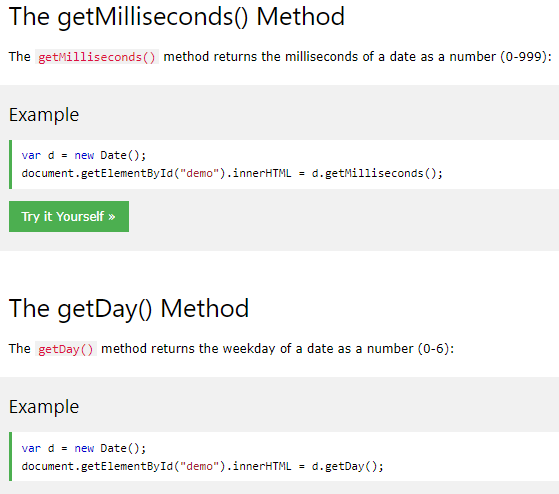 The getMilliseconds() Method
The getMilliseconds() method returns the milliseconds of a date as a number (0-999):
Example
var d = new Date();
document.getElementById("demo").innerHTML = d.getMilliseconds();
Try it Yourself »
The getDay() Method
The getDay() method returns the weekday of a date as a number (0-6):
Example
var d = new Date();
document.getElementById("demo").innerHTML = d.getDay();